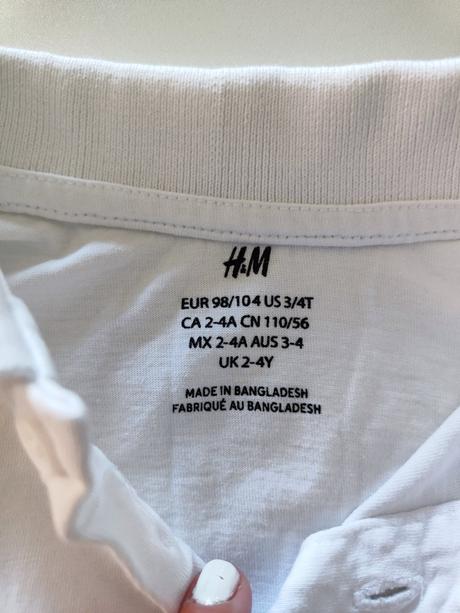 H&M
EUR 98/104 US 3/4T
CA 2-4A CN 110/56
MX 2-4A AUS 3-4
UK 2-4Y
MADE IN BANGLADESH
FABRIQUÉ AU BANGLADESH